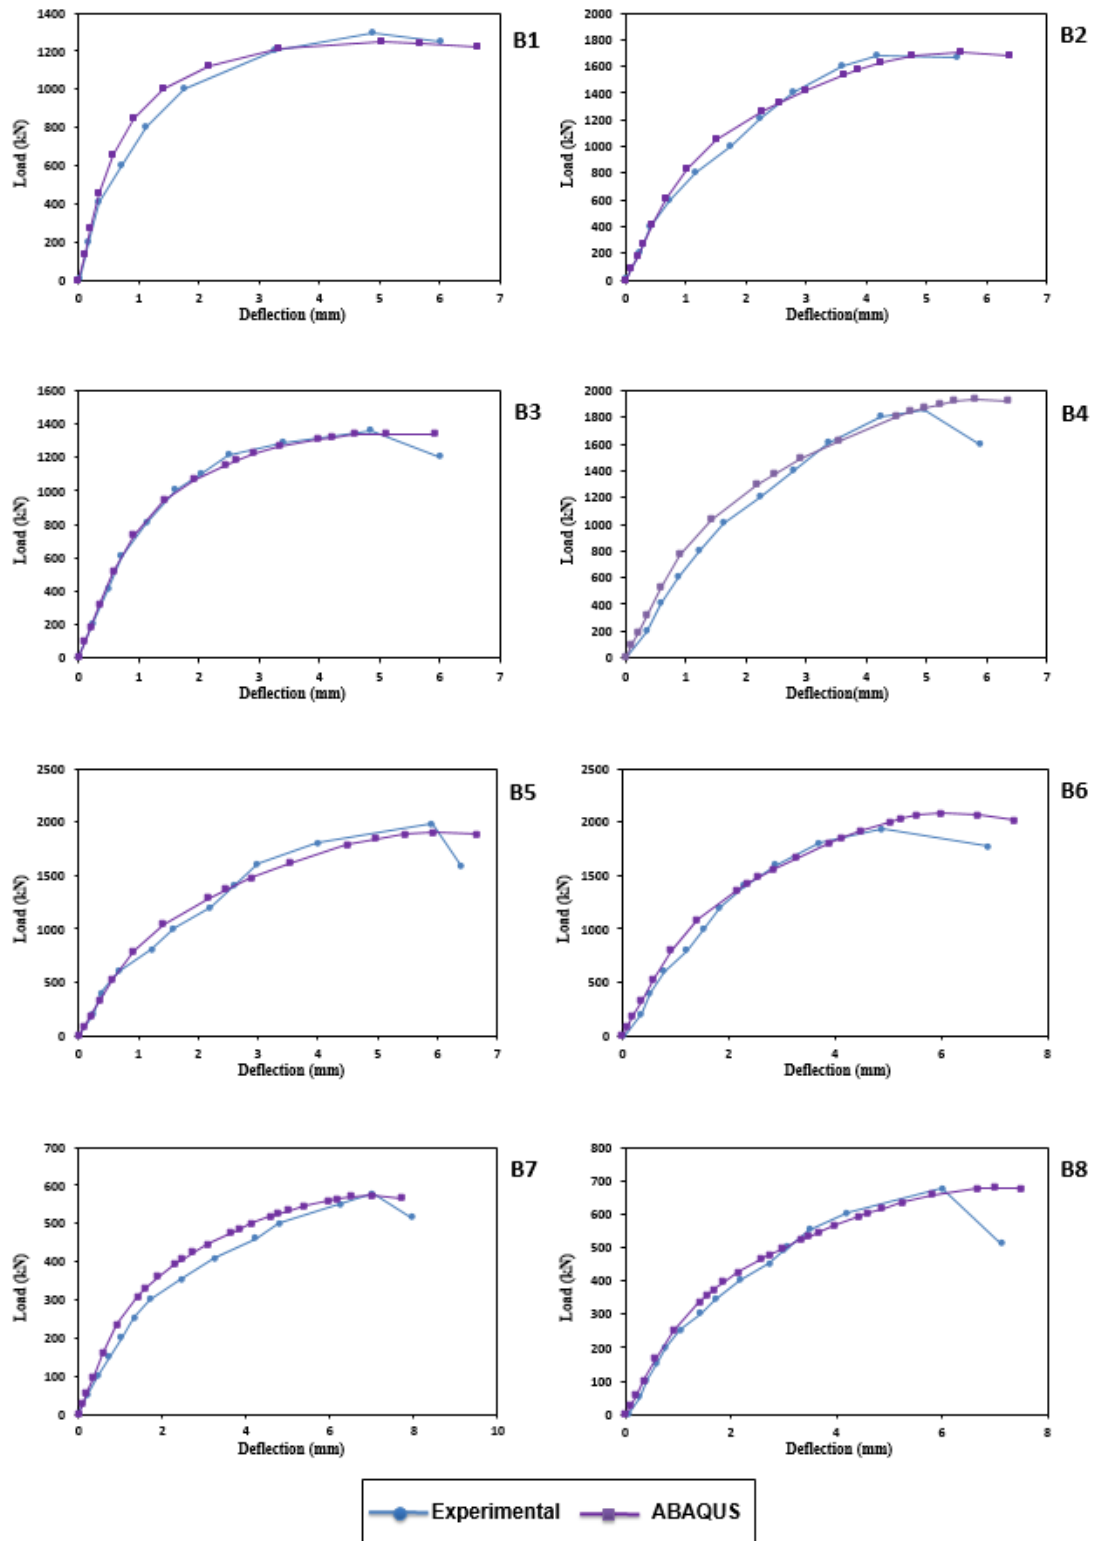 1400
1200
1000
800
600
400
200
0
Load (kN)
0 1 2 3 4 5 6 7
Deflection (mm)
B1
2000
1800
1600
1400
1200
1000
800
600
400
200
0
Load (kN)
0 1 2 3 4 5 6 7
Deflection(mm)
B2
1600
1400
1200
1000
800
600
400
200
0
Load (kN)
0 1 2 3 4 5 6 7
Deflection (mm)
B3
2000
1800
1600
1400
1200
1000
800
600
400
200
0
Load (kN)
0 1 2 3 4 5 6 7
Deflection(mm)
B4
2500
2000
1500
1000
500
0
Load (kN)
0 1 2 3 4 5 6 7
Deflection (mm)
B5
2500
2000
1500
1000
500
0
Load (kN)
0 2 4 6 8
Deflection (mm)
B6
700
600
500
400
300
200
100
0
Load (kN)
0 2 4 6 8 10
Deflection (mm)
B7
800
700
600
500
400
300
200
100
0
Load (kN)
0 2 4 6 8
Deflection (mm)
B8
Experimental ABAQUS